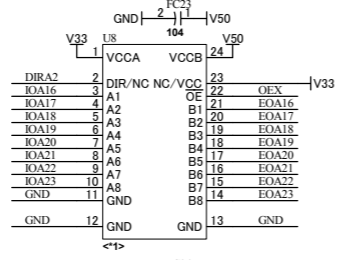 FC23
GND 2 1 V50
104
V33 U8 V50
1 VCCA VCCB 24
DIRA2 2 DIR/NC NC/VCC 23 V33
IOA16 3 A1 OE 22 OEX
IOA17 4 A2 B1 21 EOA16
IOA18 5 A3 B2 20 EOA17
IOA19 6 A4 B3 19 EOA18
IOA20 7 A5 B4 18 EOA19
IOA21 8 A6 B5 17 EOA20
IOA22 9 A7 B6 16 EOA21
IOA23 10 A8 B7 15 EOA22
GND 11 GND B8 14 EOA23
GND 12 GND GND 13 GND
<*1>